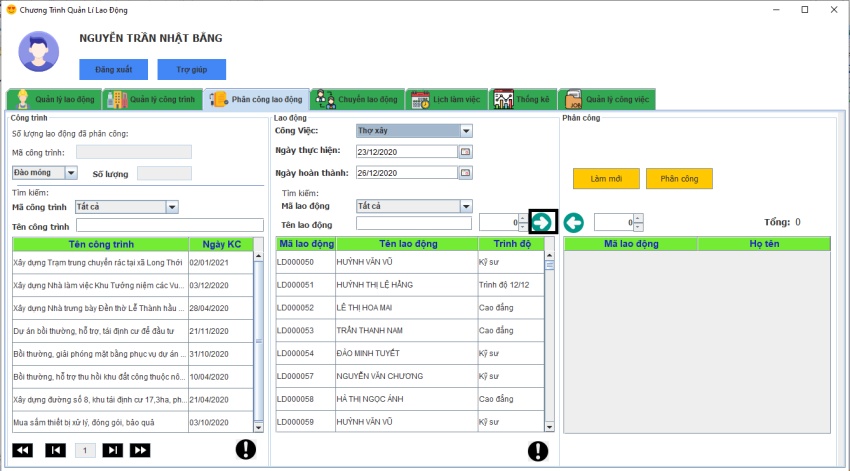 Chương Trình Quản Lí Lao Động
NGUYỄN TRẦN NHẬT BẰNG
Đăng xuất
Trợ giúp
Quản lý lao động
Quản lý công trình
Phân công lao động
Chuyển lao động
Lịch làm việc
Thống kê
Quản lý công việc
Công trình
Số lượng lao động đã phân công:
Mã công trình:
Đào móng
Số lượng
Tìm kiếm:
Mã công trình
Tất cả
Tên công trình
Tên công trình
Ngày KC
Xây dựng Trạm trung chuyển rác tại xã Long Thới
02/01/2021
Xây dựng Nhà làm việc Khu Tưởng niệm các Vu...
03/12/2020
Xây dựng Nhà trưng bày Đền thờ Lễ Thành hầu ...
28/04/2020
Dự án bồi thường, hỗ trợ, tái định cư để đầu tư
21/11/2020
Bồi thường, giải phóng mặt bằng phục vụ dự án ...
31/10/2020
Bồi thường, hỗ trợ thu hồi khu đất công thuộc nô...
10/04/2020
Xây dựng đường số 8, khu tái định cư 17,3ha, ph...
21/04/2020
Mua sắm thiết bị xử lý, đóng gói, bảo quả
03/10/2020
1
Lao động
Công Việc:
Thợ xây
Ngày thực hiện:
23/12/2020
Ngày hoàn thành:
26/12/2020
Tìm kiếm:
Mã lao động
Tất cả
Tên lao động
0
Mã lao động
Tên lao động
Trình độ
LD000050
HUỲNH VĂN VŨ
Kỹ sư
LD000051
HUỲNH THỊ LỆ HẰNG
Trình độ 12/12
LD000052
LÊ THỊ HOA MAI
Cao đẳng
LD000053
TRẦN THANH NAM
Cao đẳng
LD000054
ĐÀO MINH TUYẾT
Kỹ sư
LD000057
NGUYỄN VĂN CHƯƠNG
Kỹ sư
LD000058
HÀ THỊ NGỌC ÁNH
Cao đẳng
LD000059
HUỲNH VĂN VŨ
Kỹ sư
Phân công
Làm mới
Phân công
0
Tổng: 0
Mã lao động
Họ tên